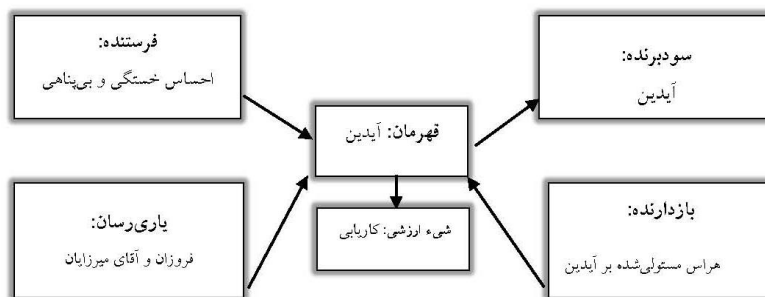 فرستنده:
احساس خستگی و بی‌پناهی
سودبرنده:
آیدین
قهرمان: آیدین
شیء ارزشی: کاریابی
یاری‌رسان:
فروزان و آقای میرزایان
بازدارنده:
هراس مستولی‌شده بر آیدین